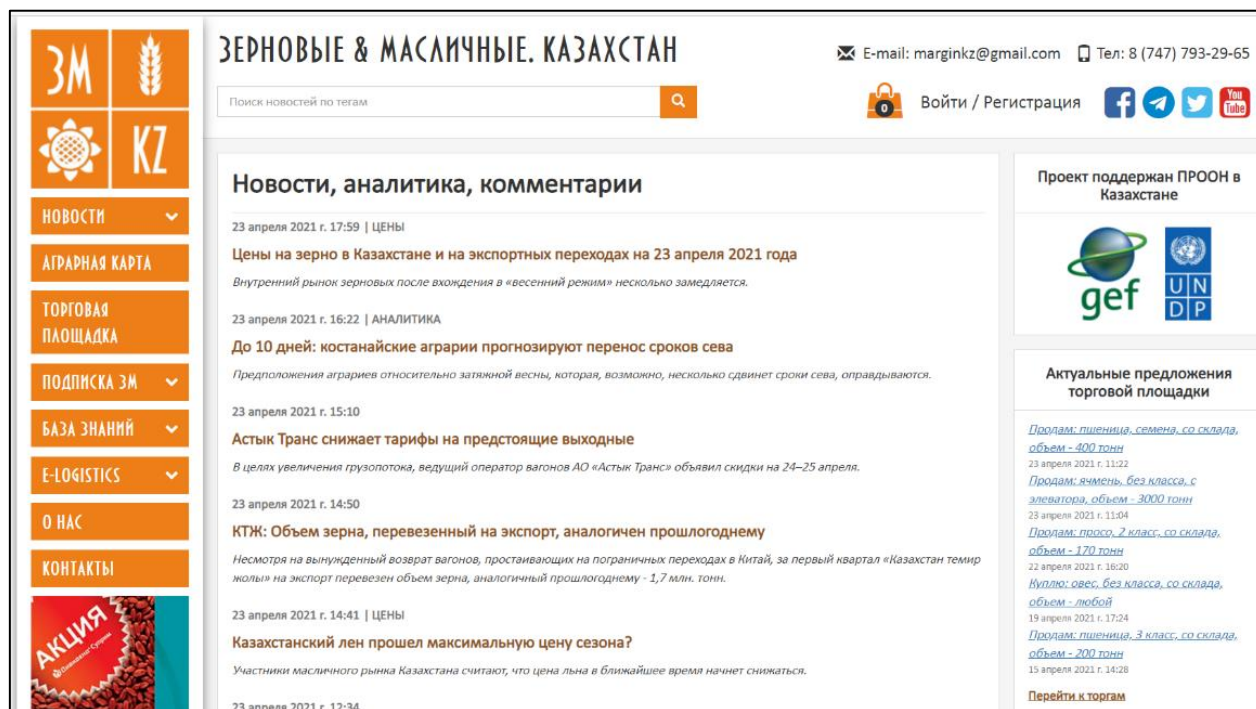 ЗМ
KZ
НОВОСТИ
АГРАРНАЯ КАРТА
ТОРГОВАЯ
ПЛОЩАДКА
ПОДПИСКА ЗМ
БАЗА ЗНАНИЙ
E-LOGISTICS
О НАС
КОНТАКТЫ
АКЦИЯ
ЗЕРНОВЫЕ & МАСЛИЧНЫЕ. КАЗАХСТАН
E-mail: marginkz@gmail.com Тел: 8 (747) 793-29-65
Поиск новостей по тегам
0
Войти / Регистрация
You
Tube
Новости, аналитика, комментарии
23 апреля 2021 г. 17:59 | ЦЕНЫ
Цены на зерно в Казахстане и на экспортных переходах на 23 апреля 2021 года
Внутренний рынок зерновых после вхождения в «весенний режим» несколько замедляется.
23 апреля 2021 г. 16:22 | АНАЛИТИКА
До 10 дней: костанайские аграрии прогнозируют перенос сроков сева
Предположения аграриев относительно затяжной весны, которая, возможно, несколько сдвинет сроки сева, оправдываются.
23 апреля 2021 г. 15:10
Астык Транс снижает тарифы на предстоящие выходные
В целях увеличения грузопотока, ведущий оператор вагонов АО «Астык Транс» объявил скидки на 24–25 апреля.
23 апреля 2021 г. 14:50
КТЖ: Объем зерна, перевезенный на экспорт, аналогичен прошлогоднему
Несмотря на вынужденный возврат вагонов, простаивающих на пограничных переходах в Китай, за первый квартал «Казахстан темир
жолы» на экспорт перевезен объем зерна, аналогичный прошлогоднему - 1,7 млн. тонн.
23 апреля 2021 г. 14:41 | ЦЕНЫ
Казахстанский лен прошел максимальную цену сезона?
Участники масличного рынка Казахстана считают, что цена льна в ближайшее время начнет снижаться.
23 апреля 2021 г. 12:34
Проект поддержан ПРООН в
Казахстане
gef
UN
DP
Актуальные предложения
торговой площадки
Продам: пшеница, семена, со склада,
объем - 400 тонн
23 апреля 2021 г. 11:22
Продам: ячмень, без класса, с
элеватора, объем - 3000 тонн
23 апреля 2021 г. 11:04
Продам: просо, 2 класс, со склада,
объем - 170 тонн
22 апреля 2021 г. 16:20
Куплю: овес, без класса, со склада,
объем - любой
19 апреля 2021 г. 17:24
Продам: пшеница, 3 класс, со склада,
объем - 200 тонн
15 апреля 2021 г. 14:28
Перейти к торгам